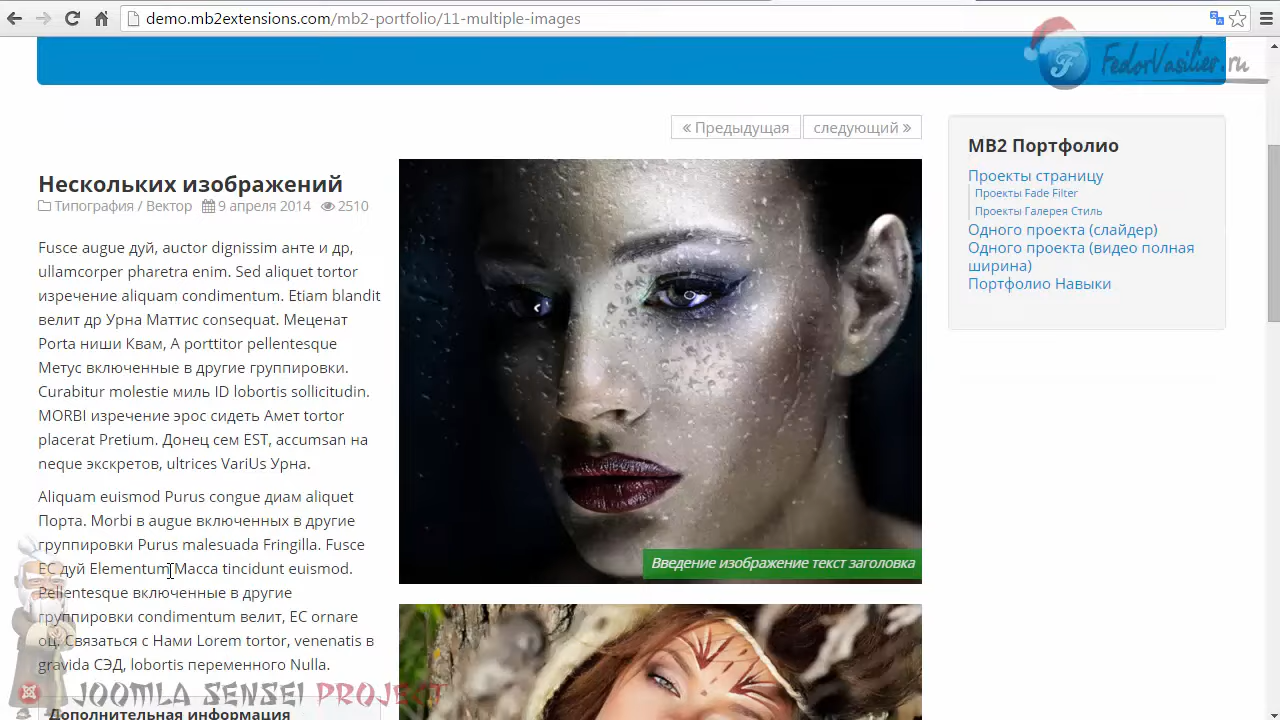 demo.mb2extensions.com/mb2-portfolio/11-multiple-images
FedorVasilier.ru
« Предыдущая
следующий »
МВ2 Портфолио
Проекты страницу
Проекты Fade Filter
Проекты Галерея Стиль
Одного проекта (слайдер)
Одного проекта (видео полная
ширина)
Портфолио Навыки
Нескольких изображений
Типография / Вектор 9 апреля 2014 2510
Fusce augue дуй, auctor dignissim анте и др,
ullamcorper pharetra enim. Sed aliquet tortor
изречение aliquam condimentum. Etiam blandit
велит др Урна Маттис consequat. Меценат
Porta ниши Квам, A porttitor pellentesque
Метус включенные в другие группировки.
Curabitur molestie миль ID lobortis sollicitudin.
MORBI изречение эрос сидеть Амет tortor
placerat Pretium. Донец сем EST, accumsan на
neque экскретов, ultrices VariUs Урна.
Aliquam euismod Purus congue диам aliquet
Порта. Morbi в augue включенных в другие
группировки Purus malesuada Fringilla. Fusce
ЕС дуй Elementum Macca tincidunt euismod.
Pellentesque включенные в другие
группировки condimentum велит, ЕС ornare
оц. Связаться с Нами Lorem tortor, venenatis в
gravida СЭД, lobortis переменного Nulla.
Дополнительная информация
Введение изображение текст заголовка
JOOMLA SENSEI PROJECT